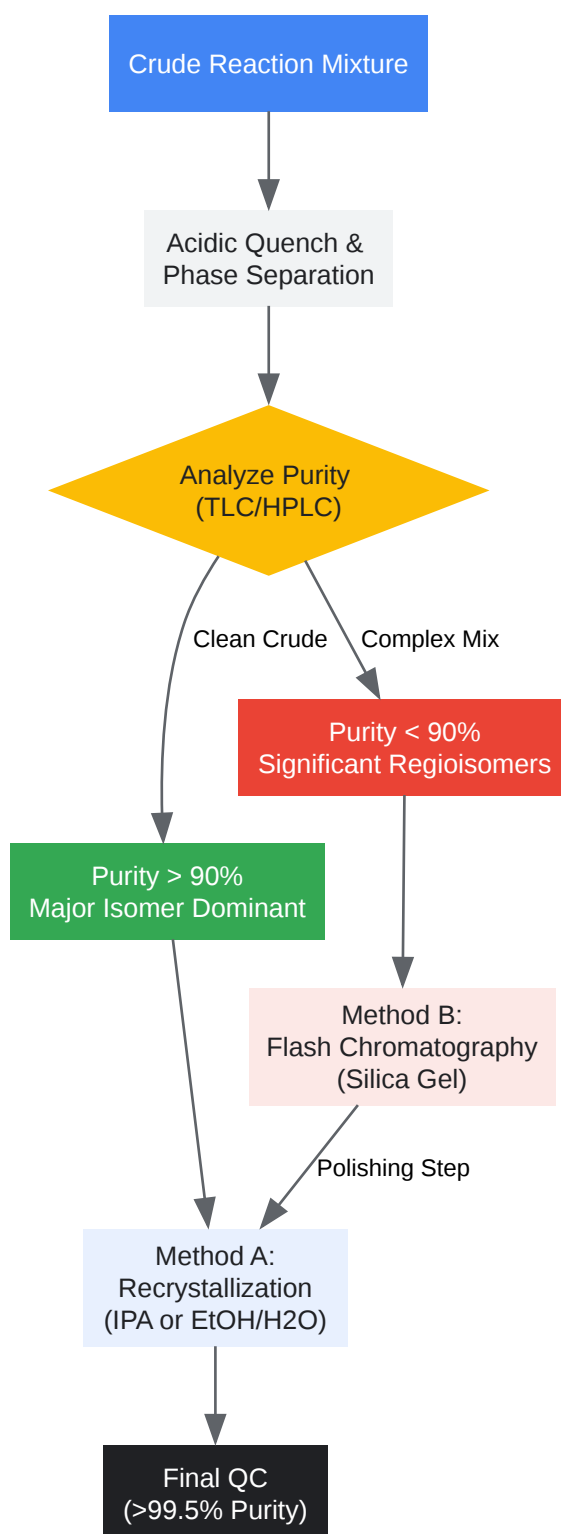 Crude Reaction Mixture
Acidic Quench &
Phase Separation
Analyze Purity
(TLC/HPLC)
Clean Crude
Complex Mix
Purity < 90%
Significant Regioisomers
Purity > 90%
Major Isomer Dominant
Method B:
Flash Chromatography
(Silica Gel)
Polishing Step
Method A:
Recrystallization
(IPA or EtOH/H2O)
Final QC
(>99.5% Purity)